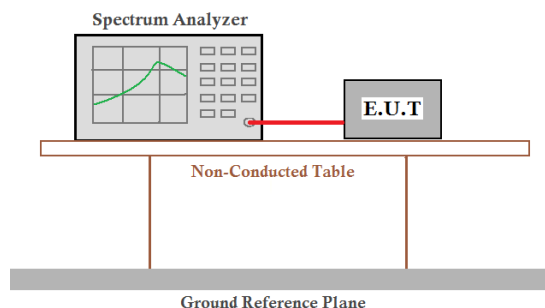 Spectrum Analyzer
E.U.T
Non-Conducted Table
Ground Reference Plane